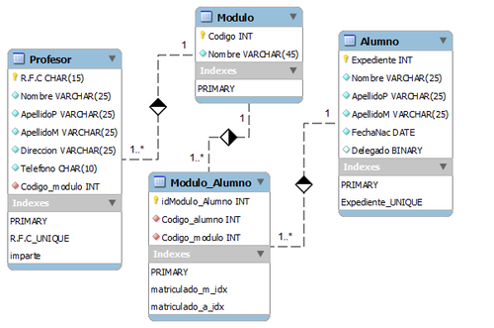 Modulo
Codigo INT
Nombre VARCHAR(45)
Indexes
PRIMARY
Profesor
R.F.C CHAR(15)
Nombre VARCHAR(25)
ApellidoP VARCHAR(25)
ApellidoM VARCHAR(25)
Direccion VARCHAR(25)
Telefono CHAR(10)
Codigo_modulo INT
Indexes
PRIMARY
R.F.C_UNIQUE
imparte
Alumno
Expediente INT
Nombre VARCHAR(25)
ApellidoP VARCHAR(25)
ApellidoM VARCHAR(25)
FechaNac DATE
Delegado BINARY
Indexes
PRIMARY
Expediente_UNIQUE
Modulo_Alumno
idModulo_Alumno INT
Codigo_alumno INT
Codigo_modulo INT
Indexes
PRIMARY
matriculado_m_idx
matriculado_a_idx
1
1..*
1
1..*
1
1..*